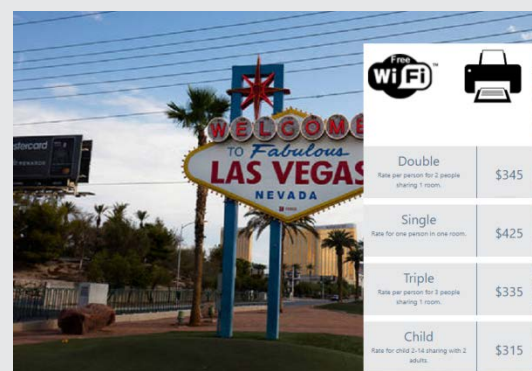 stercard
REWARDS
WELCOME
TO Fabulous
LAS VEGAS
NEVADA
Free
WiFi
Double
Rate per person for 2 people
sharing 1 room.
$345
Single
Rate for one person in one room.
$425
Triple
Rate per person for 3 people
sharing 1 room.
$335
Child
Rate for child 2-14 sharing with 2
adults.
$315